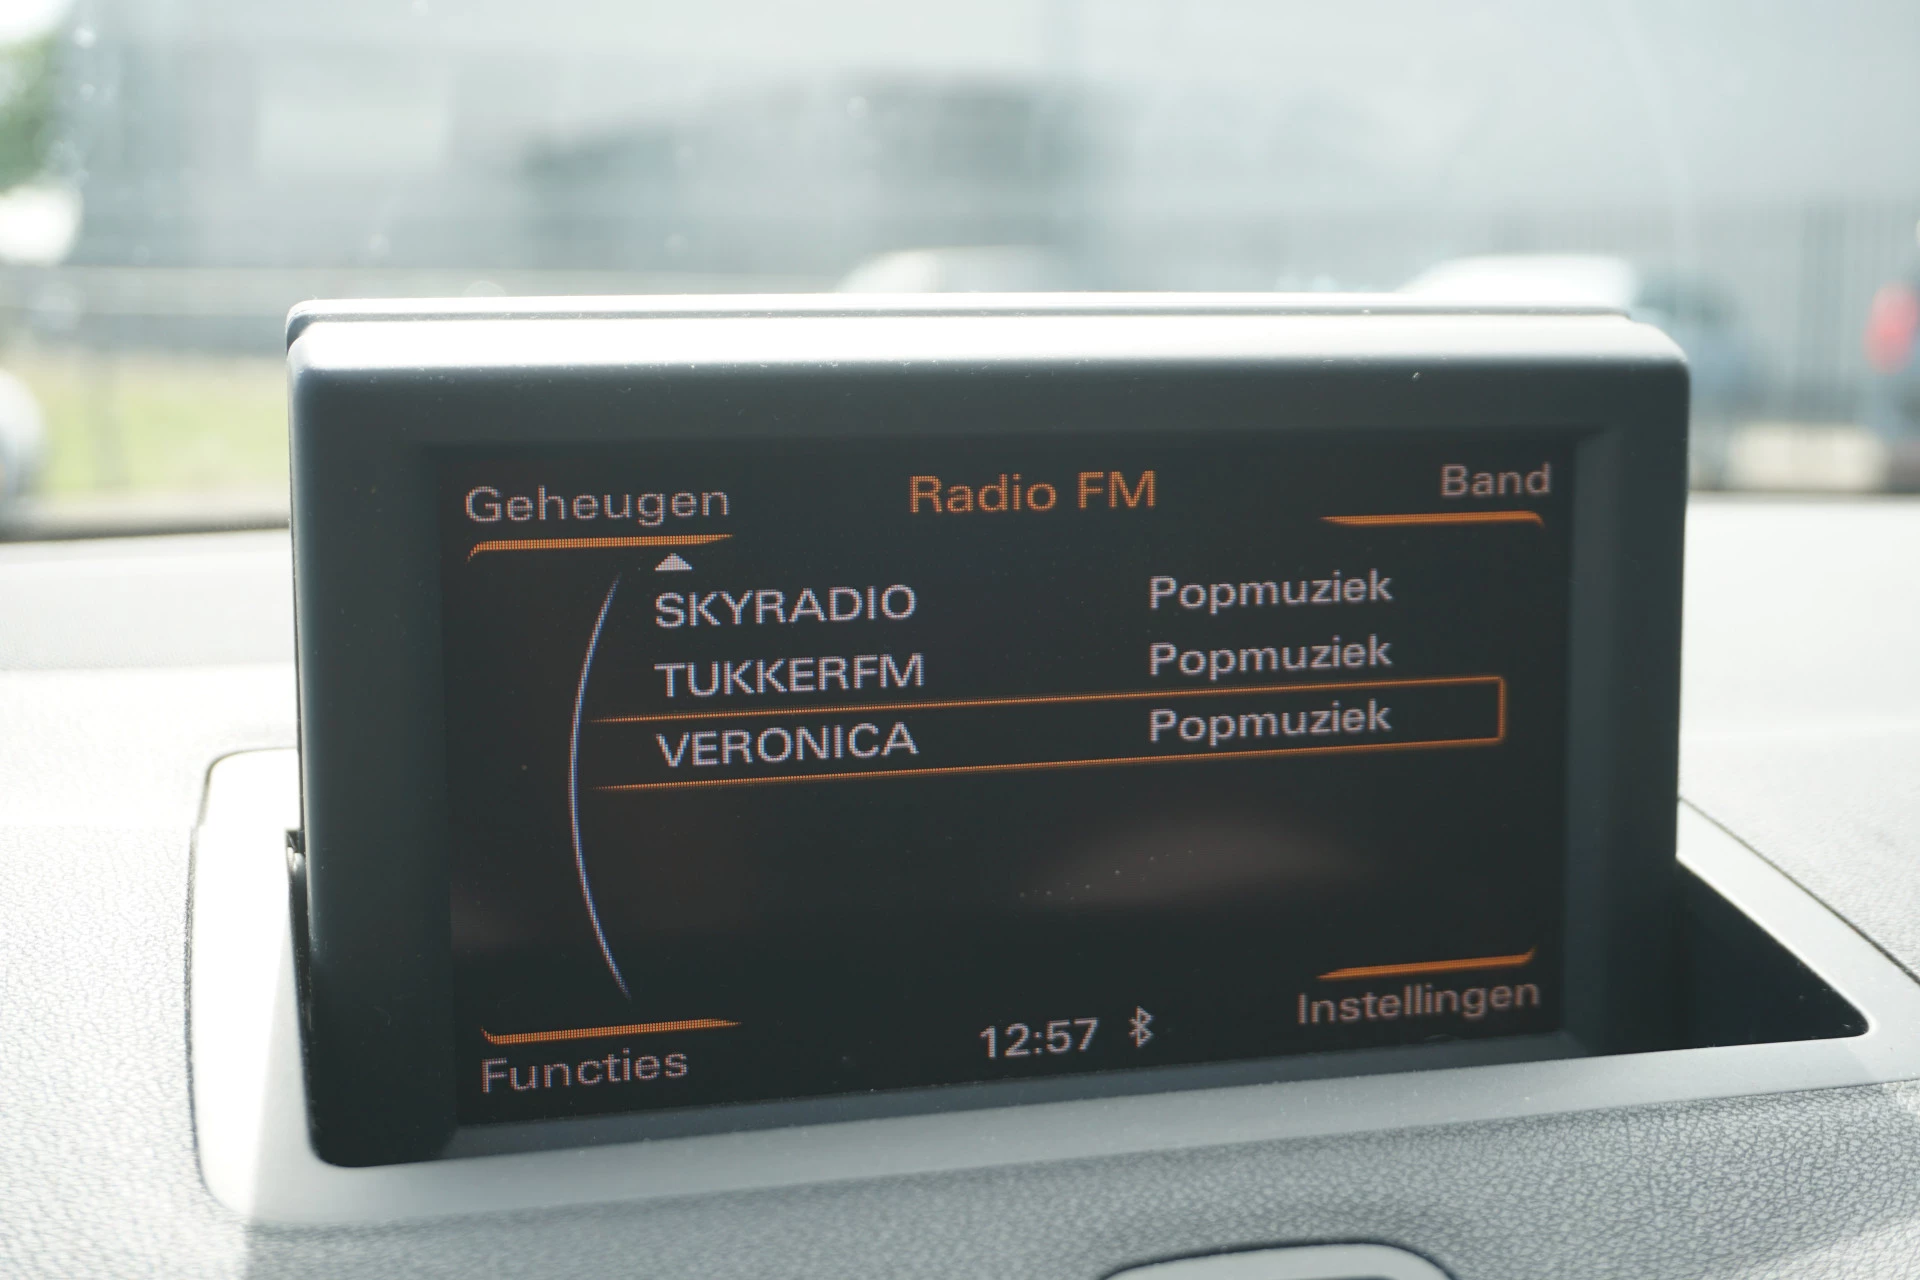 Geheugen Radio FM Band
SKYRADIO Popmuziek
TUKKERFM Popmuziek
VERONICA Popmuziek
Functies 12:57 Instellingen